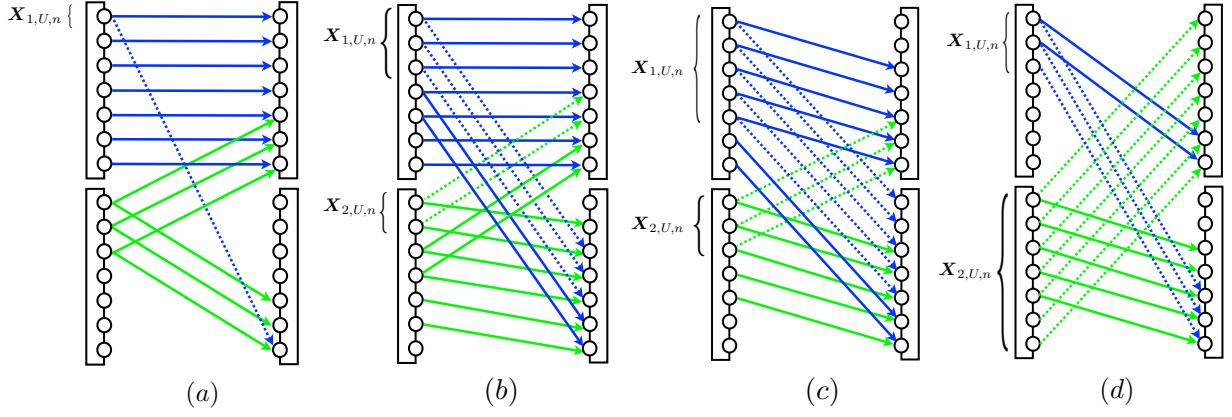 𝑿₁,U,n
𝑿₁,U,n
𝑿₂,U,n
𝑿₁,U,n
𝑿₂,U,n
𝑿₁,U,n
𝑿₂,U,n
(a)
(b)
(c)
(d)